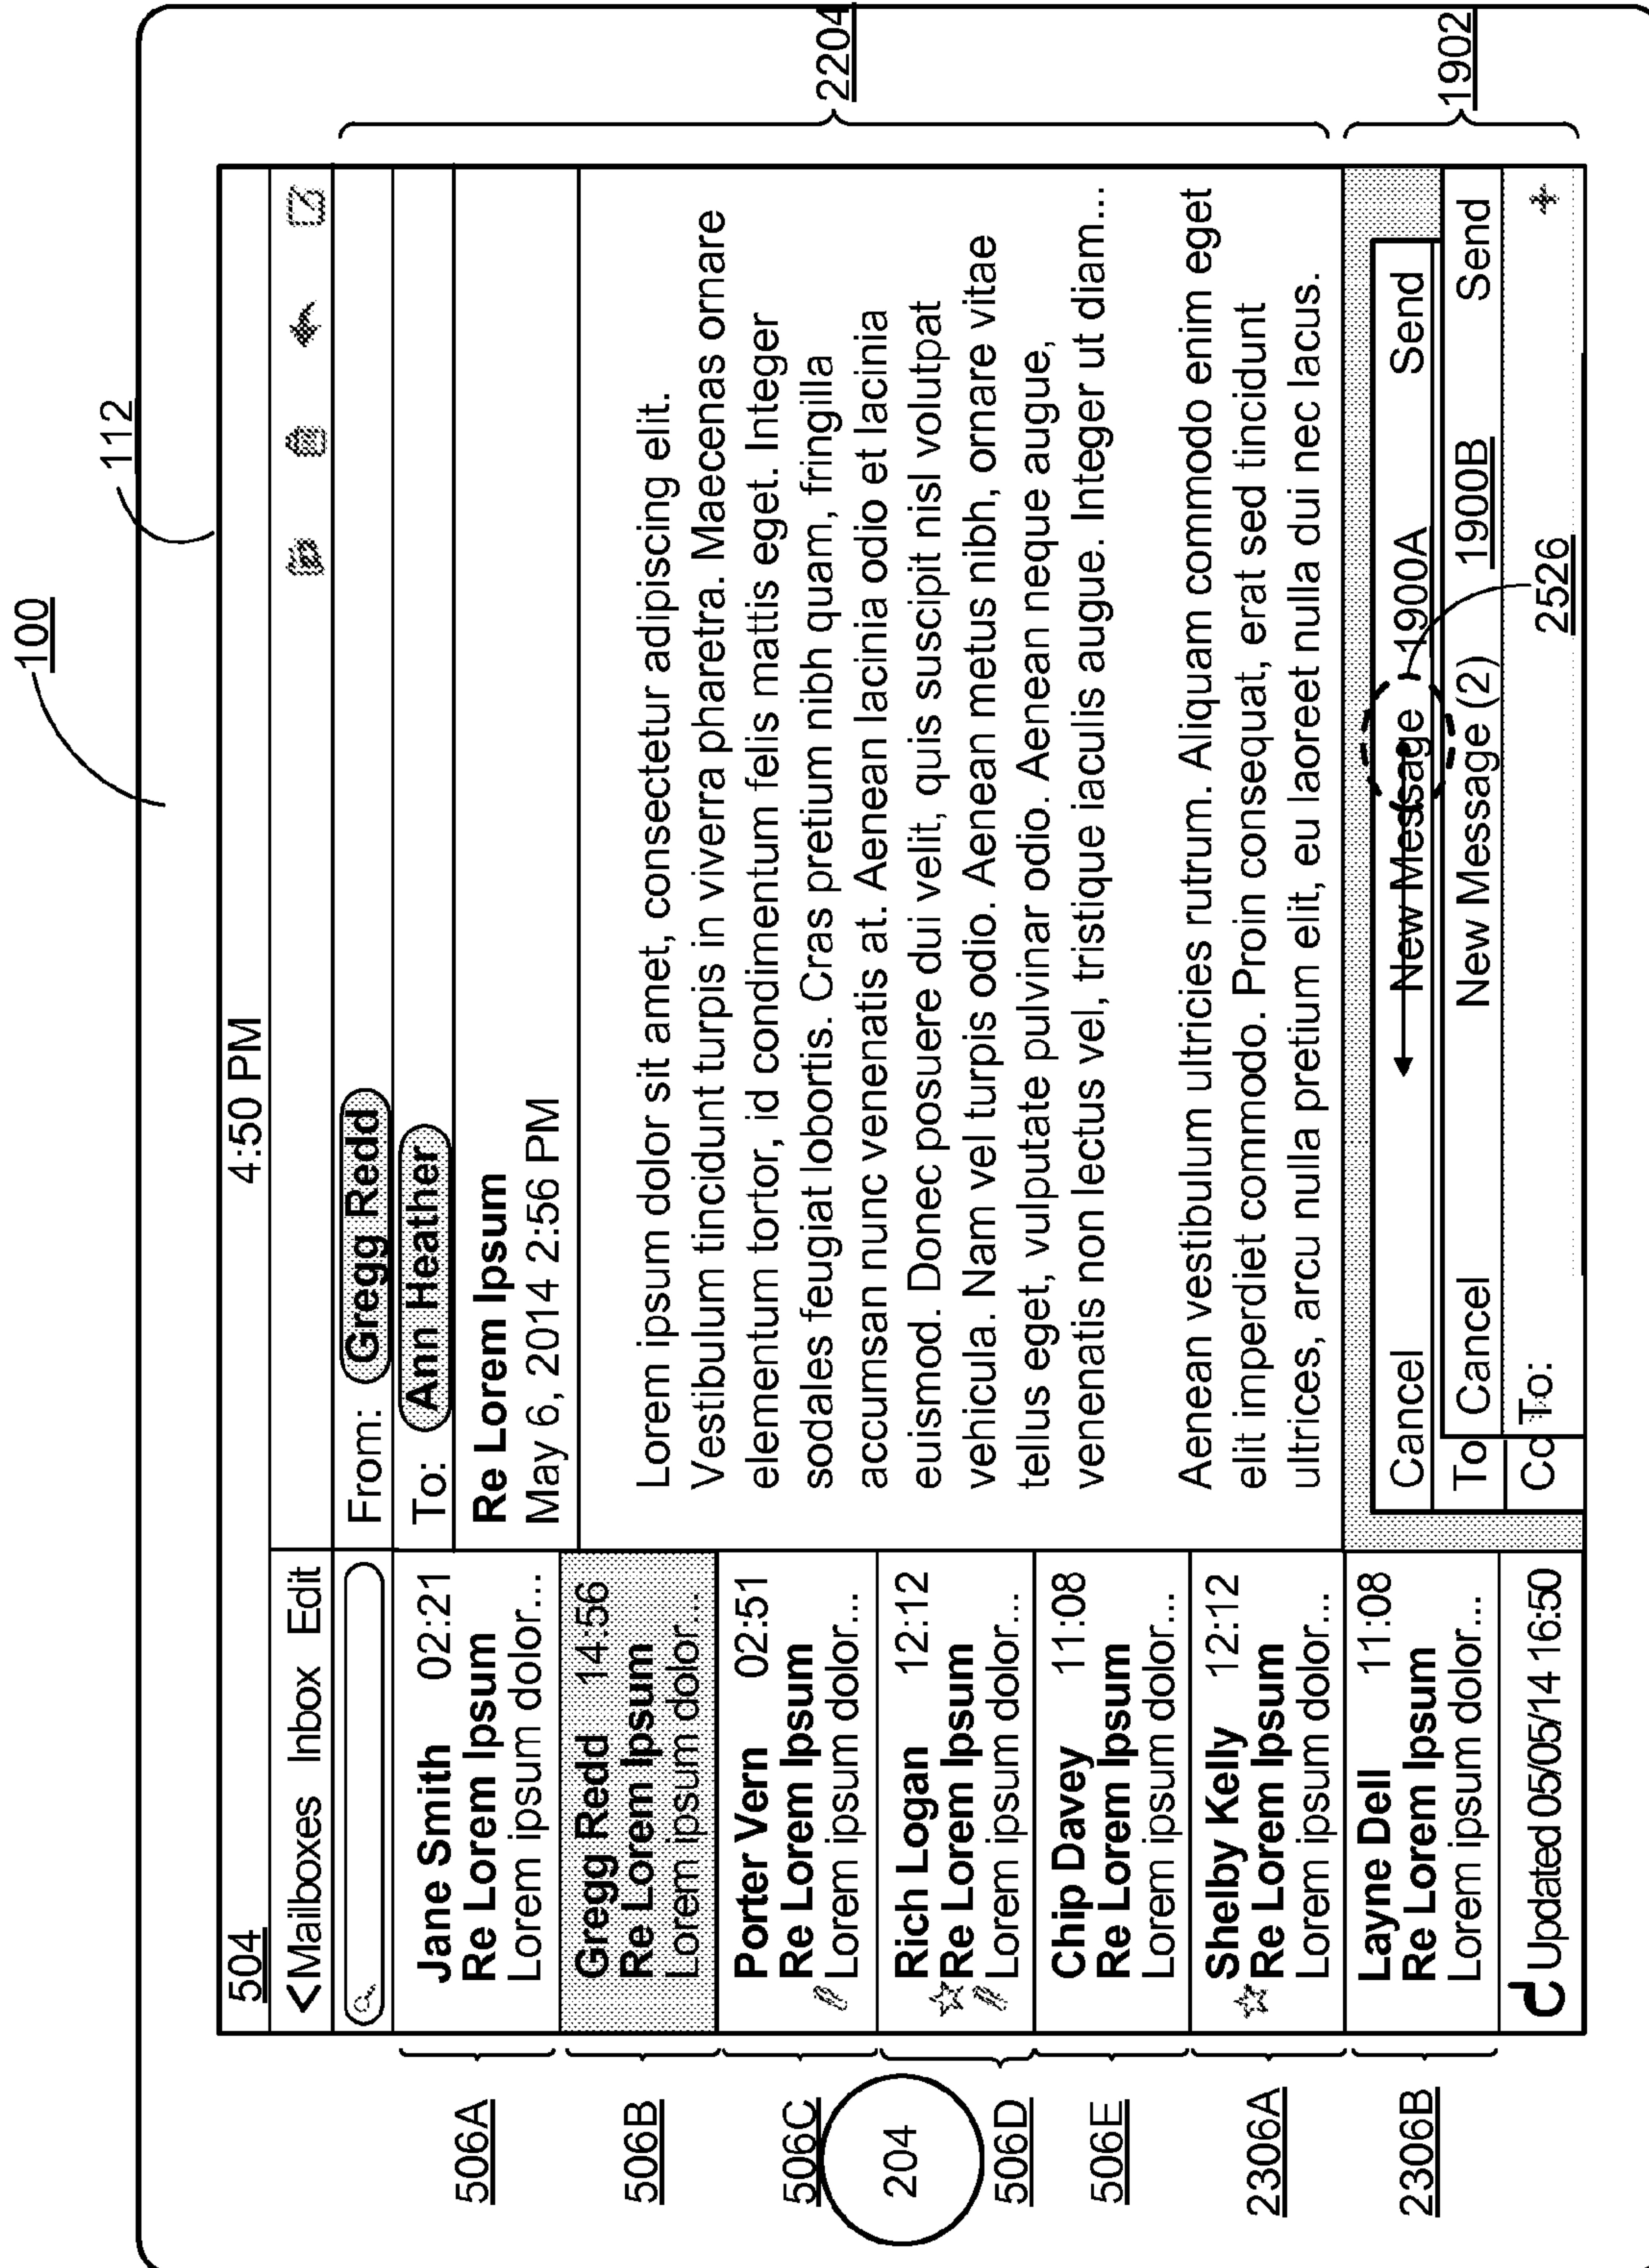 100
112
504 4:50 PM
<Mailboxes Inbox Edit
From: Gregg Redd
To: Ann Heather
Re Lorem Ipsum
May 6, 2014 2:56 PM
506A
Jane Smith 02:21
Re Lorem Ipsum
Lorem ipsum dolor...
506B
Gregg Redd 14:56
Re Lorem Ipsum
Lorem ipsum dolor...
506C
Porter Vern 02:51
Re Lorem Ipsum
Lorem ipsum dolor...
204
506D
Rich Logan 12:12
Re Lorem Ipsum
Lorem ipsum dolor...
506E
Chip Davey 11:08
Re Lorem Ipsum
Lorem ipsum dolor...
2306A
Shelby Kelly 12:12
Re Lorem Ipsum
Lorem ipsum dolor...
2306B
Layne Dell 11:08
Re Lorem Ipsum
Lorem ipsum dolor...
Updated 05/05/14 16:50
Lorem ipsum dolor sit amet, consectetur adipiscing elit.
Vestibulum tincidunt turpis in viverra pharetra. Maecenas ornare
elementum tortor, id condimentum felis mattis eget. Integer
sodales feugiat lobortis. Cras pretium nibh quam, fringilla
accumsan nunc venenatis at. Aenean lacinia odio et lacinia
euismod. Donec posuere dui velit, quis suscipit nisl volutpat
vehicula. Nam vel turpis odio. Aenean metus nibh, ornare vitae
tellus eget, vulputate pulvinar odio. Aenean neque augue,
venenatis non lectus vel, tristique iaculis augue. Integer ut diam...
Aenean vestibulum ultricies rutrum. Aliquam commodo enim eget
elit imperdiet commodo. Proin consequat, erat sed tincidunt
ultrices, arcu nulla pretium elit, eu laoreet nulla dui nec lacus.
2204
Cancel New Message 1900A Send
To Cancel New Message (2) 1900B Send
Cc To:
2526
1902